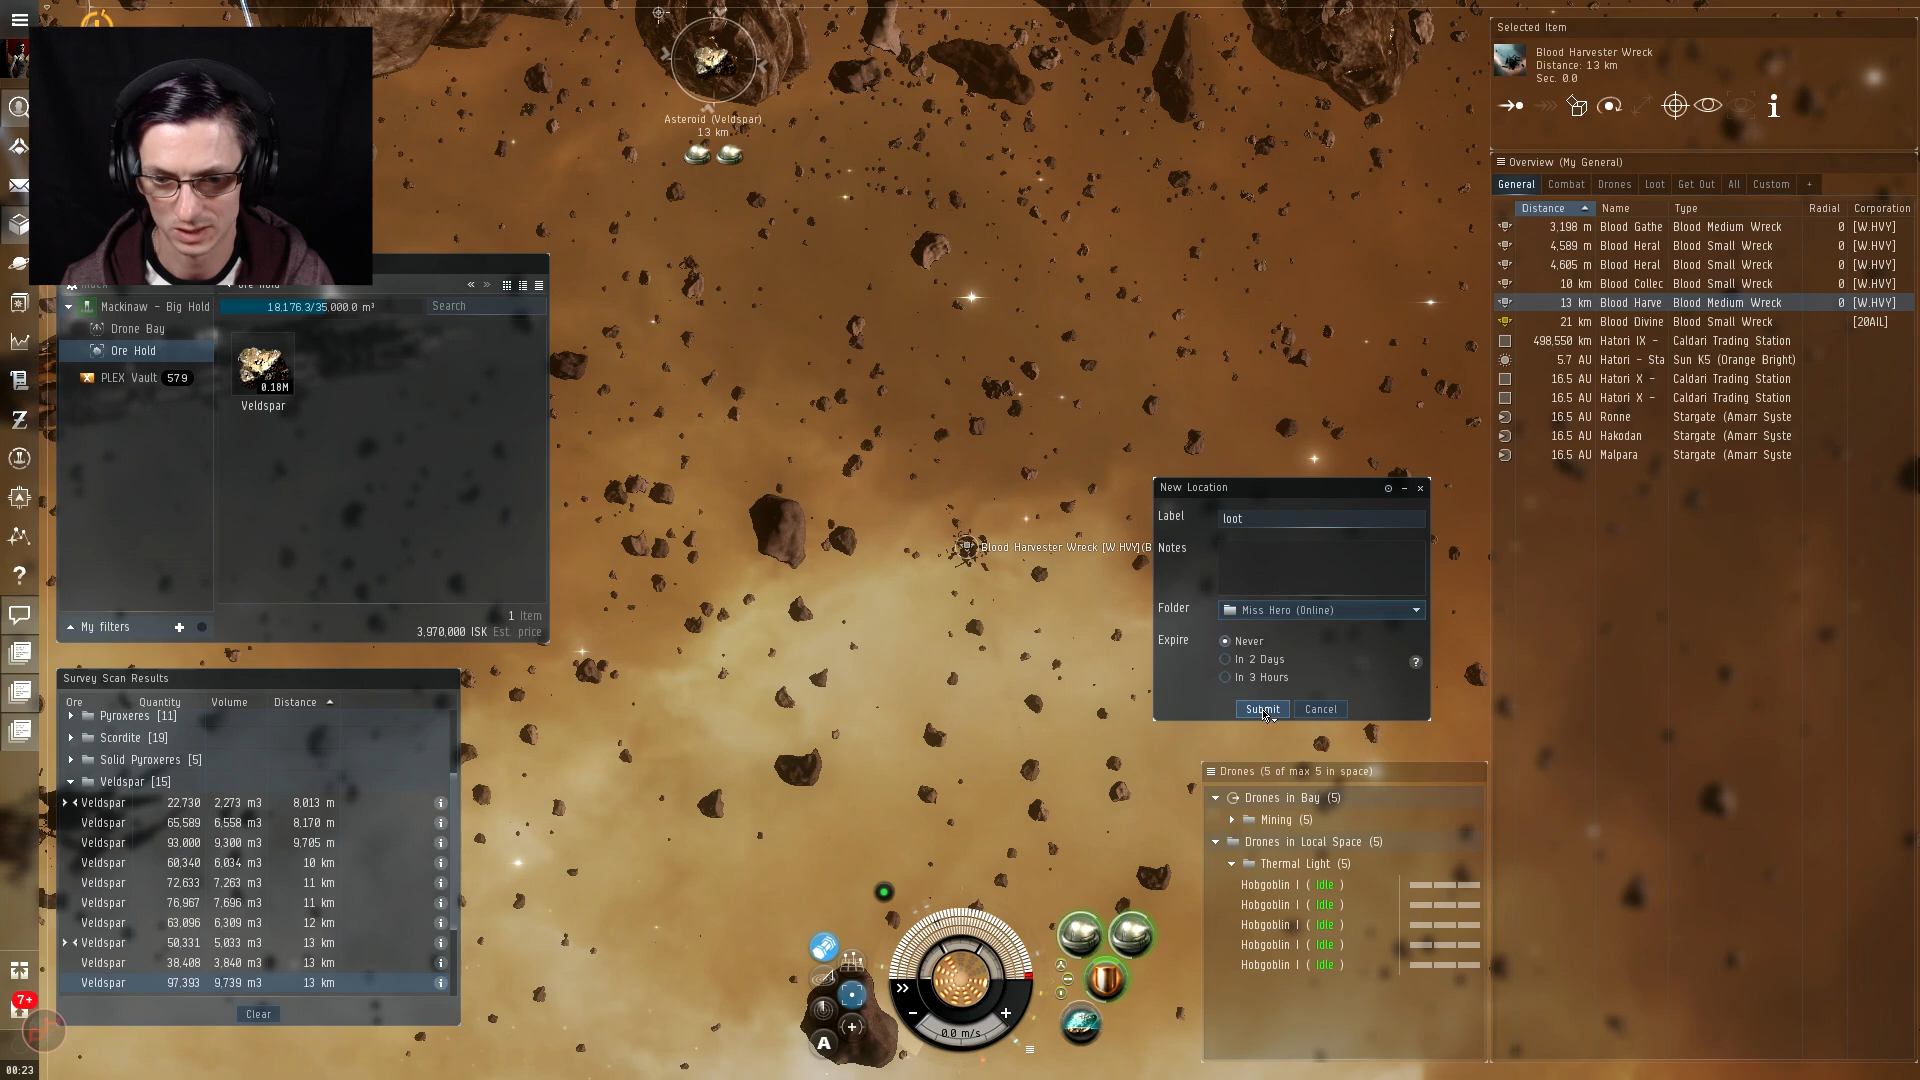 Asteroid (Veldspar)
13 km
Mackinaw - Big Hold
Drone Bay
Ore Hold
PLEX Vault 579
18,176.3/35,000.0 m³
Search
0.18M
Veldspar
My filters
1 Item
3,970,000 ISK Est. price
Survey Scan Results
Ore Quantity Volume Distance
Pyroxeres [11]
Scordite [19]
Solid Pyroxeres [5]
Veldspar [15]
Veldspar 22,730 2,273 m3 8,013 m
Veldspar 65,589 6,558 m3 8,170 m
Veldspar 93,000 9,300 m3 9,705 m
Veldspar 60,340 6,034 m3 10 km
Veldspar 72,633 7,263 m3 11 km
Veldspar 76,967 7,696 m3 11 km
Veldspar 63,096 6,309 m3 12 km
Veldspar 50,331 5,033 m3 13 km
Veldspar 38,408 3,840 m3 13 km
Veldspar 97,393 9,739 m3 13 km
Clear
7+
00:23
Blood Harvester Wreck [W.HVY](B
New Location
Label loot
Notes
Folder Miss Hero (Online)
Expire Never
In 2 Days
In 3 Hours
Submit Cancel
0.0 m/s
A
Drones (5 of max 5 in space)
Drones in Bay (5)
Mining (5)
Drones in Local Space (5)
Thermal Light (5)
Hobgoblin I ( Idle )
Hobgoblin I ( Idle )
Hobgoblin I ( Idle )
Hobgoblin I ( Idle )
Hobgoblin I ( Idle )
Selected Item
Blood Harvester Wreck
Distance: 13 km
Sec. 0.0
Overview (My General)
General Combat Drones Loot Get Out All Custom +
Distance Name Type Radial Corporation
3,198 m Blood Gathe Blood Medium Wreck 0 [W.HVY]
4,589 m Blood Heral Blood Small Wreck 0 [W.HVY]
4,605 m Blood Heral Blood Small Wreck 0 [W.HVY]
10 km Blood Collec Blood Small Wreck 0 [W.HVY]
13 km Blood Harve Blood Medium Wreck 0 [W.HVY]
21 km Blood Divine Blood Small Wreck [20AIL]
498,550 km Hatori IX - Caldari Trading Station
5.7 AU Hatori - Sta Sun K5 (Orange Bright)
16.5 AU Hatori X - Caldari Trading Station
16.5 AU Hatori X - Caldari Trading Station
16.5 AU Ronne Stargate (Amarr Syste
16.5 AU Hakodan Stargate (Amarr Syste
16.5 AU Malpara Stargate (Amarr Syste